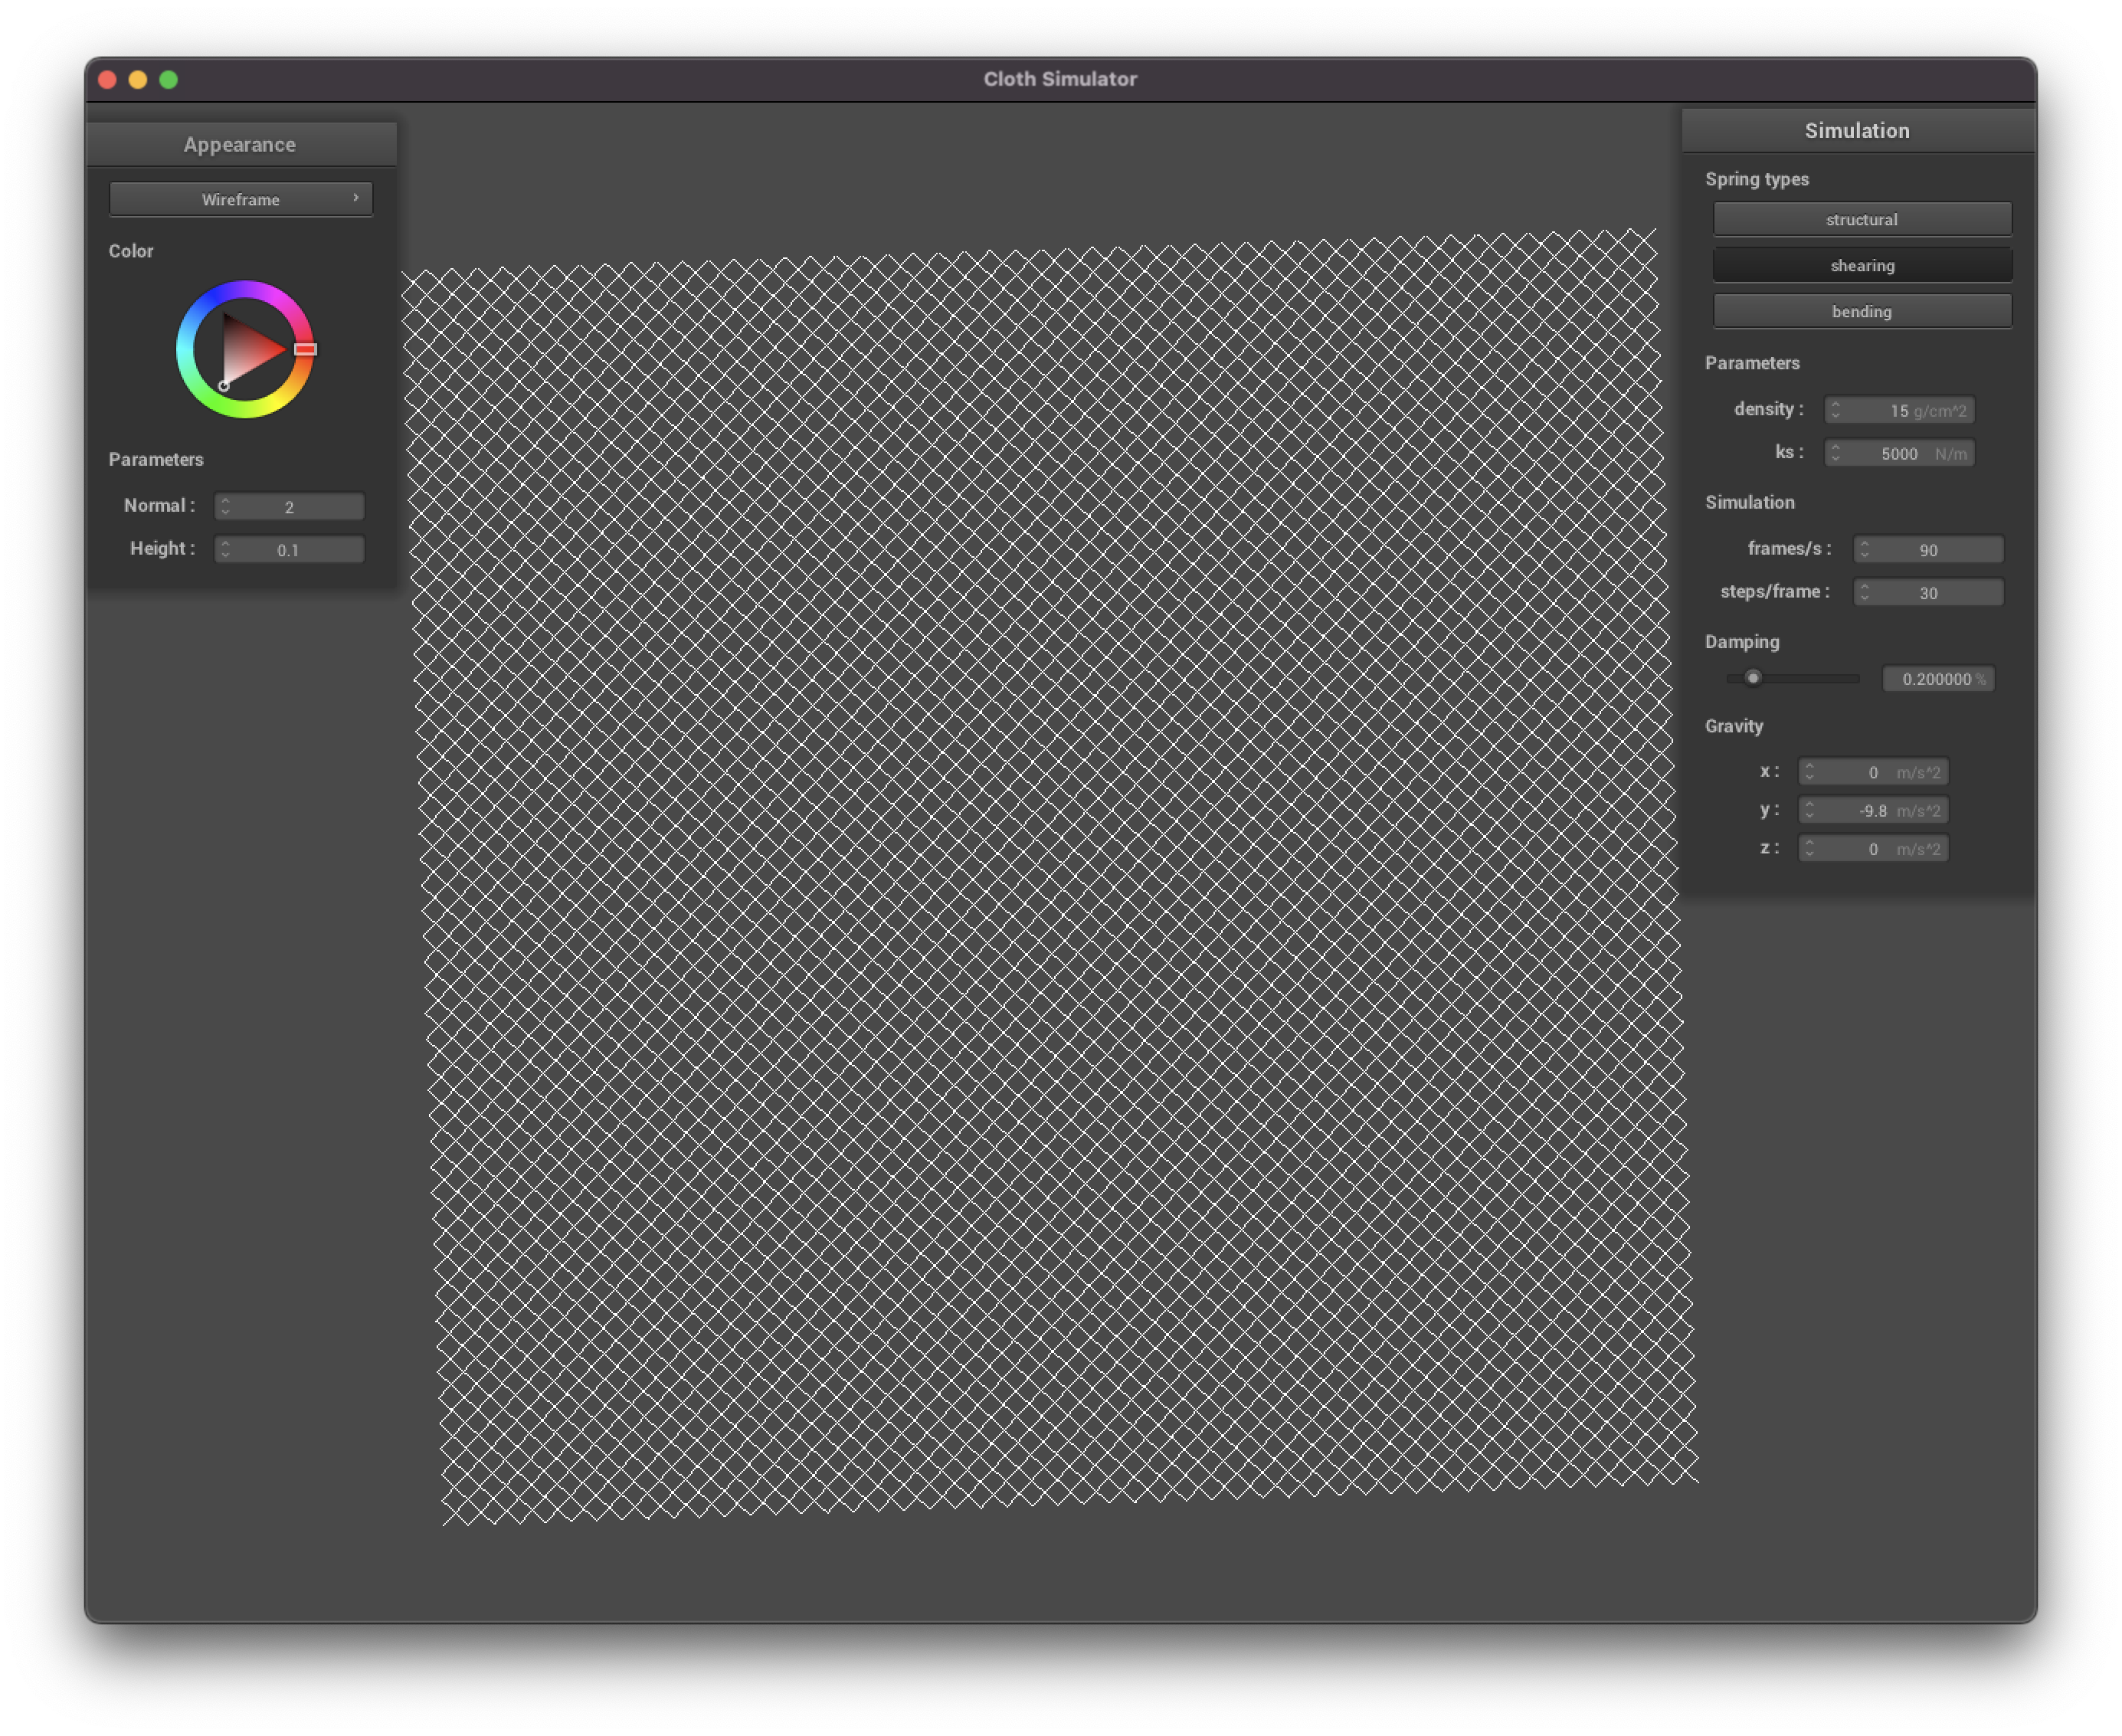 Cloth Simulator
Appearance
Wireframe
Color
Parameters
Normal : 2
Height : 0.1
Simulation
Spring types
structural
shearing
bending
Parameters
density : 15 g/cm^2
ks : 5000 N/m
Simulation
frames/s : 90
steps/frame : 30
Damping
0.200000 %
Gravity
x : 0 m/s^2
y : -9.8 m/s^2
z : 0 m/s^2